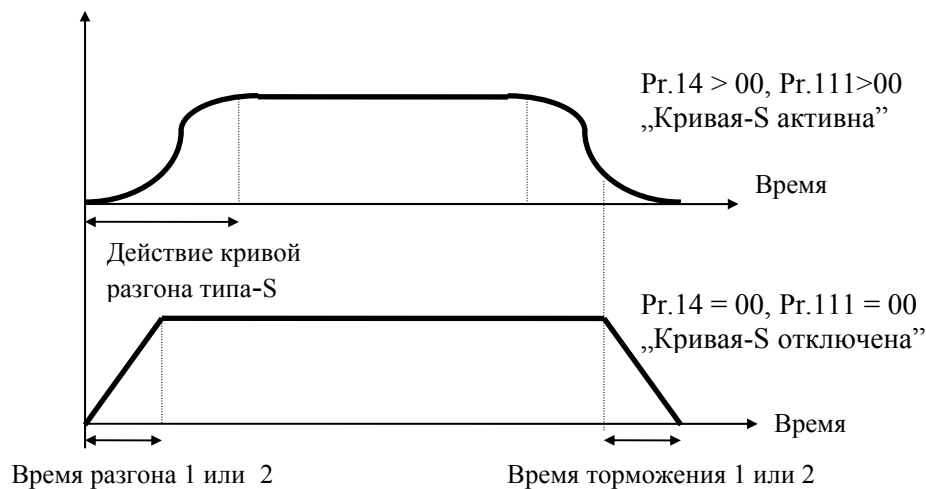 Pr.14 > 00, Pr.111>00
„Кривая-S активна”
Время
Действие кривой
разгона типа-S
Pr.14 = 00, Pr.111 = 00
„Кривая-S отключена”
Время
Время разгона 1 или 2
Время торможения 1 или 2